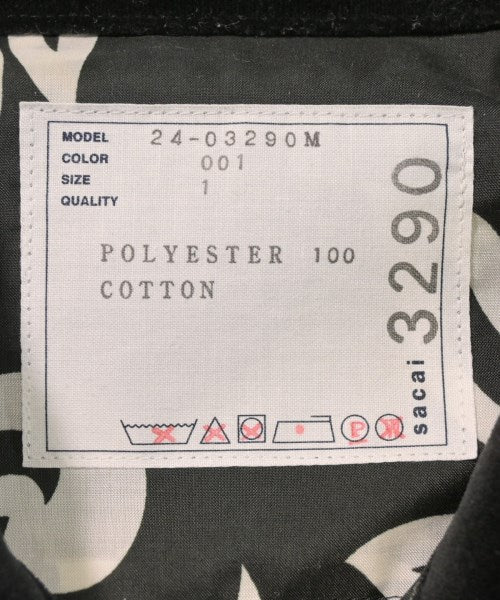 MODEL 24-03290M
COLOR 001
SIZE 1
QUALITY
POLYESTER 100
COTTON
P
sacai 3290